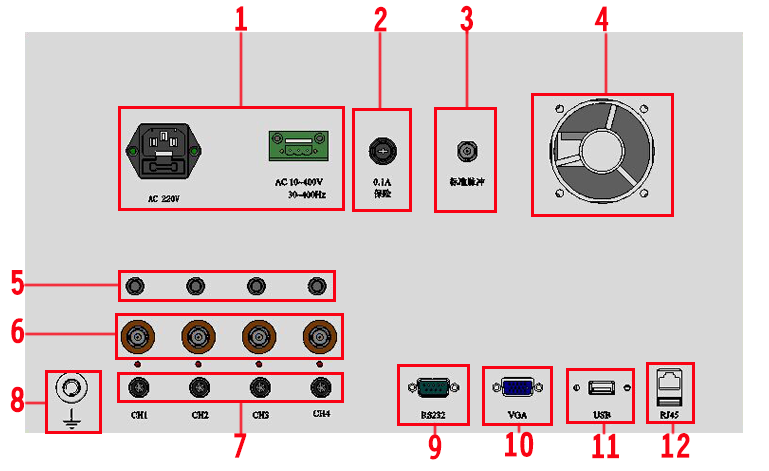 1
2
3
4
AC 220V
AC 10~400V
30~400Hz
0.1A
保险
标准脉冲
5
6
8
CH1
CH2
CH3
CH4
7
RS232
VGA
USB
RJ45
9
10
11
12